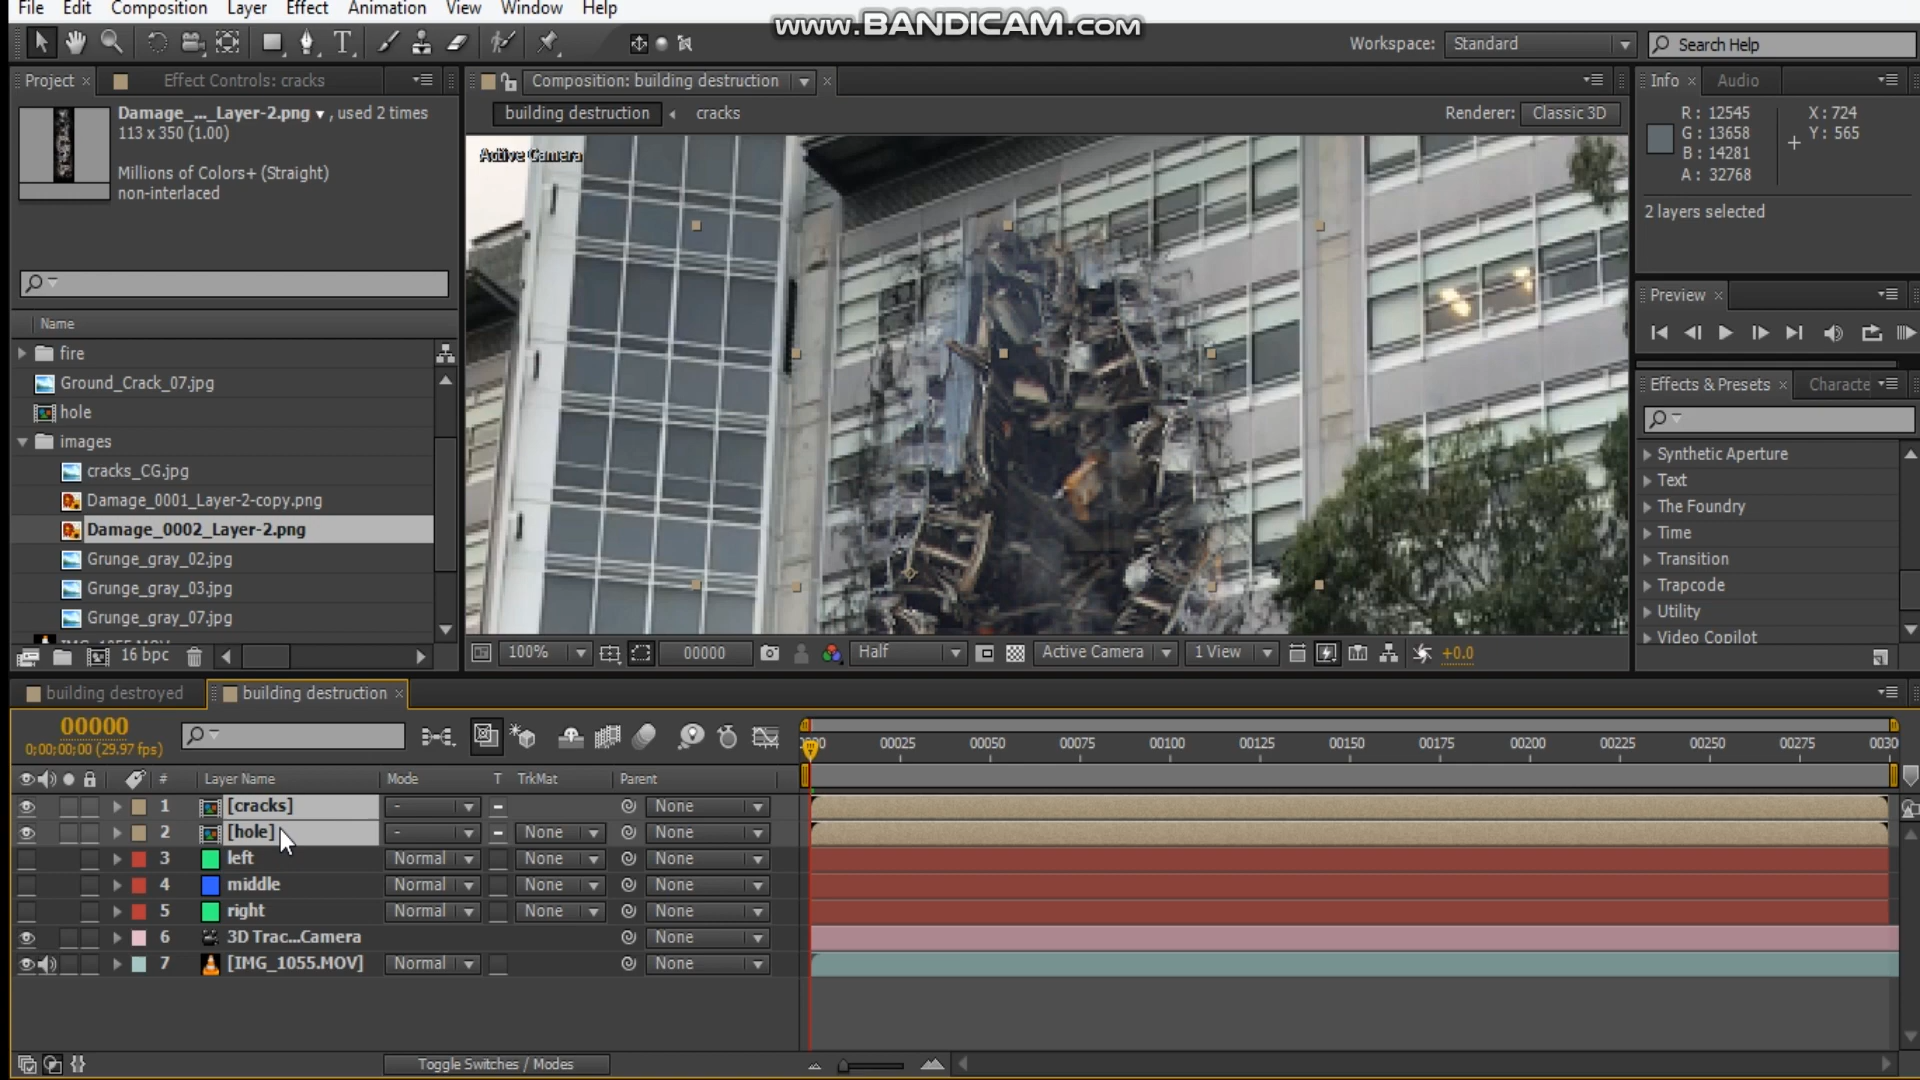 File Edit Composition Layer Effect Animation View Window Help
www.BANDICAM.com
Workspace: Standard
Search Help
Project Effect Controls: cracks
Damage_..._Layer-2.png , used 2 times
113 x 350 (1.00)
Millions of Colors+ (Straight)
non-interlaced
Name
fire
Ground_Crack_07.jpg
hole
images
cracks_CG.jpg
Damage_0001_Layer-2-copy.png
Damage_0002_Layer-2.png
Grunge_gray_02.jpg
Grunge_gray_03.jpg
Grunge_gray_07.jpg
IMG_1055.MOV
16 bpc
Composition: building destruction
building destruction cracks
Renderer: Classic 3D
Active Camera
100% 00000 Half Active Camera 1 View +0.0
Info Audio
R: 12545 X: 724
G: 13658 Y: 565
B: 14281
A: 32768
2 layers selected
Preview
Effects & Presets Characte
Synthetic Aperture
Text
The Foundry
Time
Transition
Trapcode
Utility
Video Copilot
building destroyed building destruction
00000
0;00;00;00 (29.97 fps)
00025 00050 00075 00100 00125 00150 00175 00200 00225 00250 00275 0030
# Layer Name Mode T TrkMat Parent
1 [cracks] - None
2 [hole] - None None
3 left Normal None None
4 middle Normal None None
5 right Normal None None
6 3D Trac...Camera None
7 [IMG_1055.MOV] Normal None
Toggle Switches / Modes